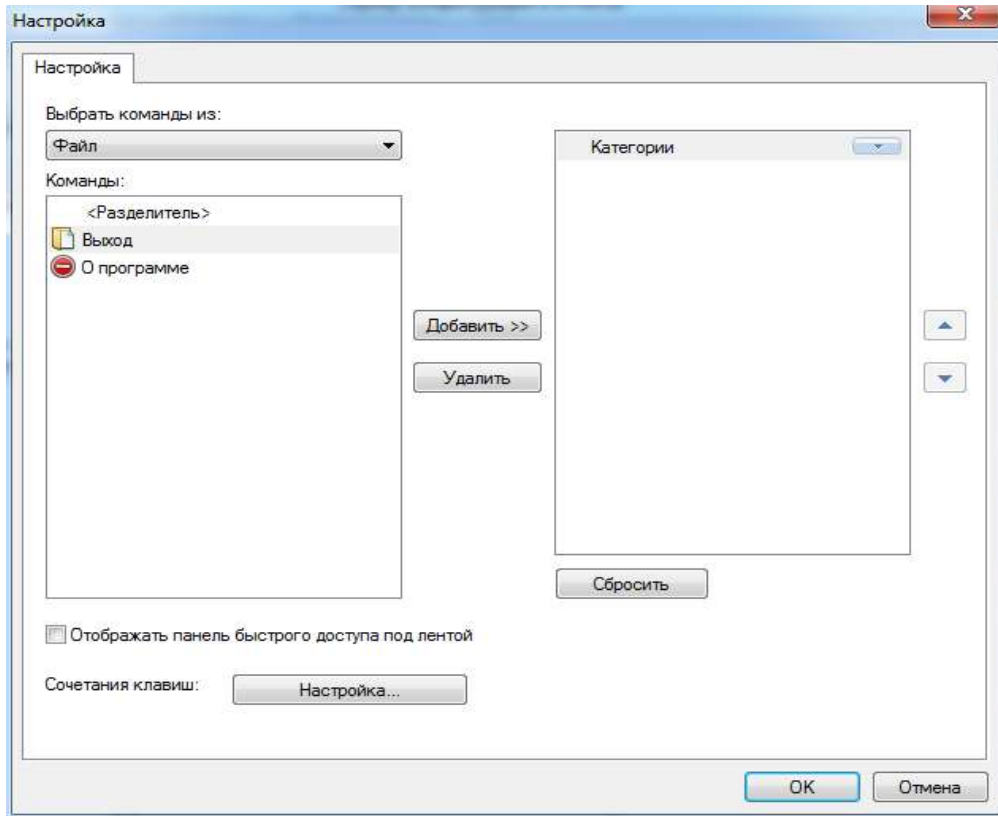 Настройка
Настройка
Выбрать команды из:
Файл
Команды:
<Разделитель>
Выход
О программе
Добавить >>
Удалить
Категории
Сбросить
Отображать панель быстрого доступа под лентой
Сочетания клавиш:
Настройка...
OK
Отмена